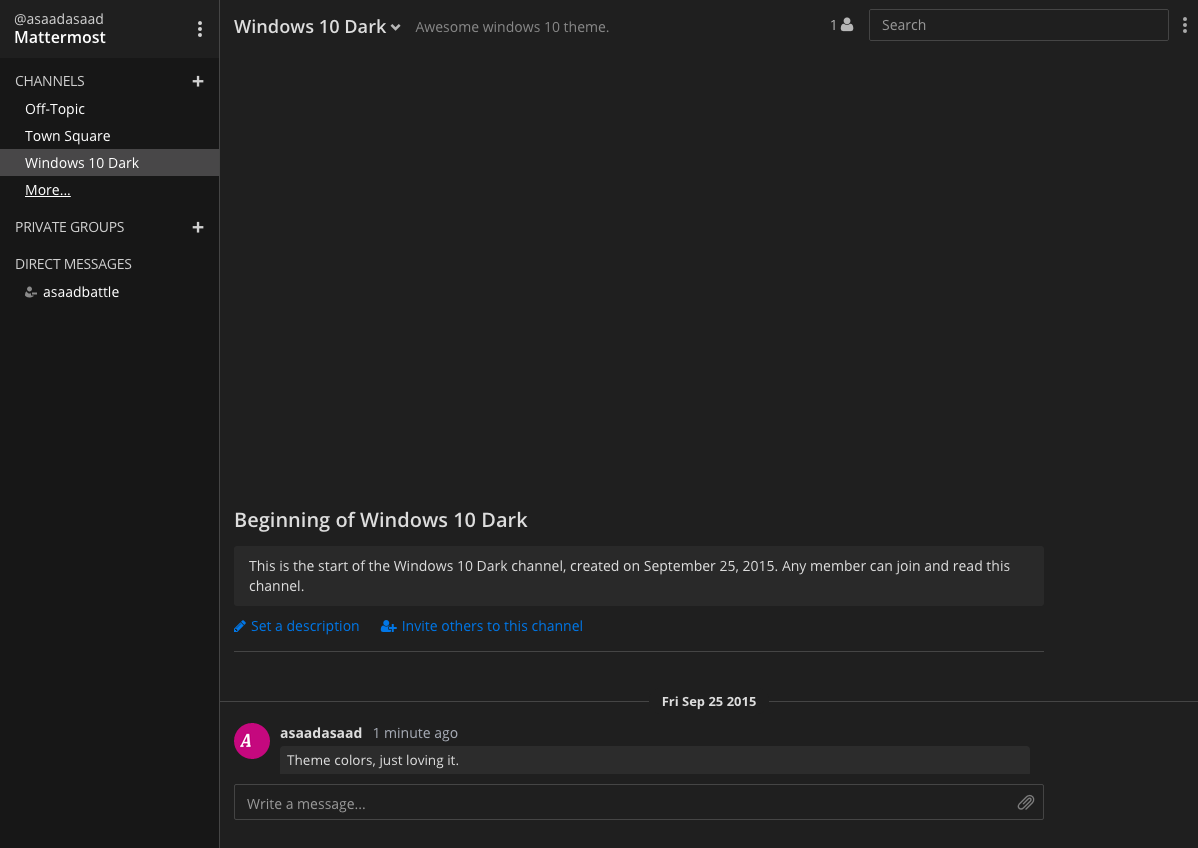 @asaadasaad
Mattermost
CHANNELS
Off-Topic
Town Square
Windows 10 Dark
More...
PRIVATE GROUPS
DIRECT MESSAGES
asaadbattle
Windows 10 Dark Awesome windows 10 theme.
1
Search
Beginning of Windows 10 Dark
This is the start of the Windows 10 Dark channel, created on September 25, 2015. Any member can join and read this
channel.
Set a description Invite others to this channel
Fri Sep 25 2015
A
asaadasaad 1 minute ago
Theme colors, just loving it.
Write a message...